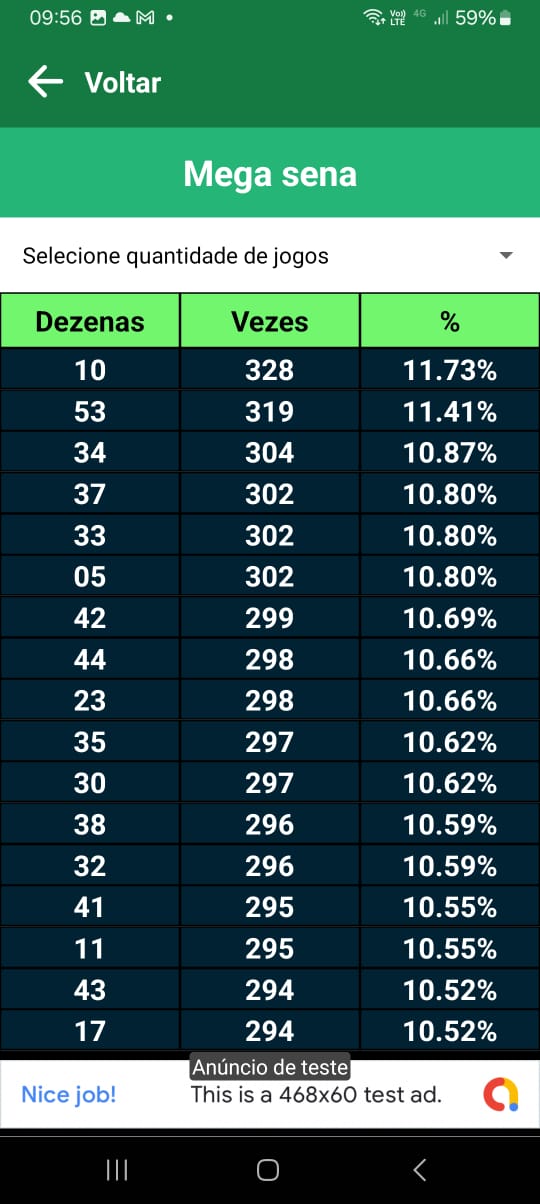 09:56 Vo)) LTE 4G 59%
Voltar
Mega sena
Selecione quantidade de jogos
Dezenas Vezes %
10 328 11.73%
53 319 11.41%
34 304 10.87%
37 302 10.80%
33 302 10.80%
05 302 10.80%
42 299 10.69%
44 298 10.66%
23 298 10.66%
35 297 10.62%
30 297 10.62%
38 296 10.59%
32 296 10.59%
41 295 10.55%
11 295 10.55%
43 294 10.52%
17 294 10.52%
Anúncio de teste
Nice job! This is a 468x60 test ad.